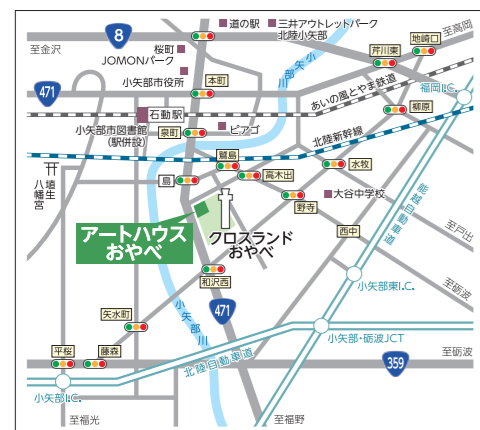 道の駅
三井アウトレットパーク
北陸小矢部
8
至金沢
桜町
JOMONパーク
小矢部市役所
471
本町
小矢部川
芹川東
地崎口
至高岡
福岡I.C.
あいの風とやま鉄道
石動駅
小矢部市図書館
(駅併設)
泉町
ピアゴ
柳原
北陸新幹線
鷲島
水牧
高木出
島
埴生
八幡宮
大谷中学校
野寺
能越自動車道
西中
至戸出
アートハウス
おやべ
クロスランド
おやべ
和沢西
小矢部東I.C.
至砺波
小矢部川
471
矢水町
小矢部・砺波JCT
平桜
藤森
北陸自動車道
359
至砺波
小矢部I.C.
至福光
至福野